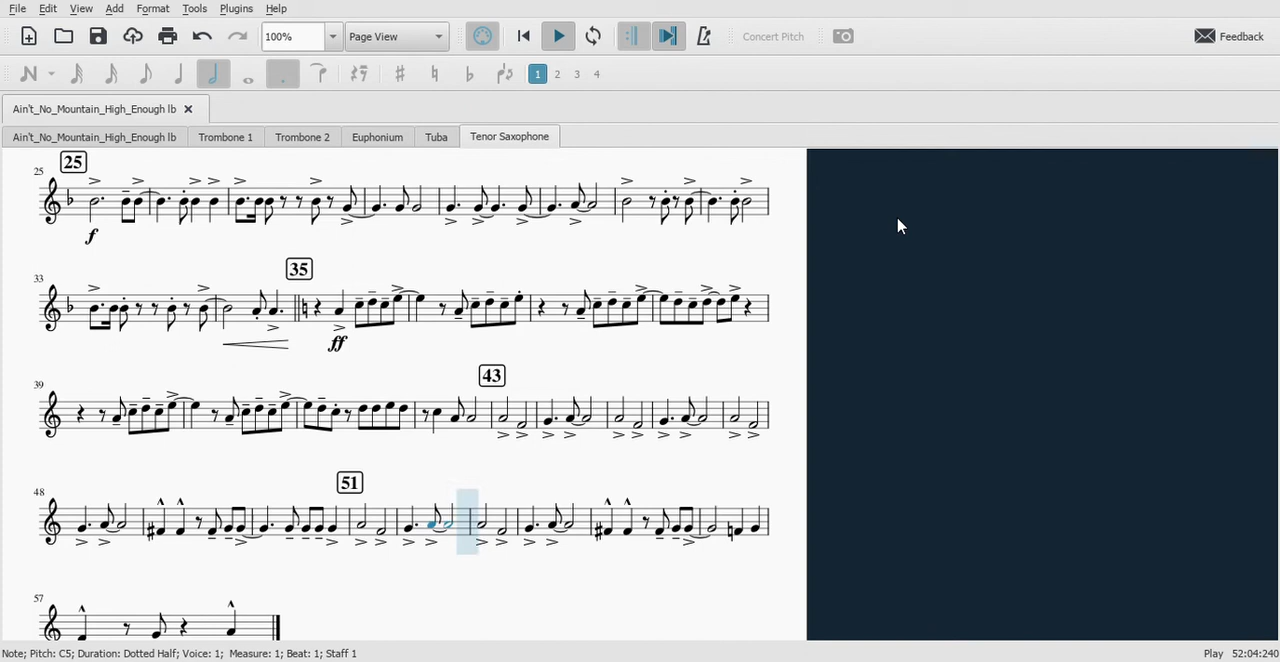 File Edit View Add Format Tools Plugins Help
100% Page View Concert Pitch Feedback
1 2 3 4
Ain't_No_Mountain_High_Enough lb
Ain't_No_Mountain_High_Enough lb Trombone 1 Trombone 2 Euphonium Tuba Tenor Saxophone
25
25
f
35
33
ff
43
39
51
48
57
Note; Pitch: C5; Duration: Dotted Half; Voice: 1; Measure: 1; Beat: 1; Staff 1 Play 52:04:240